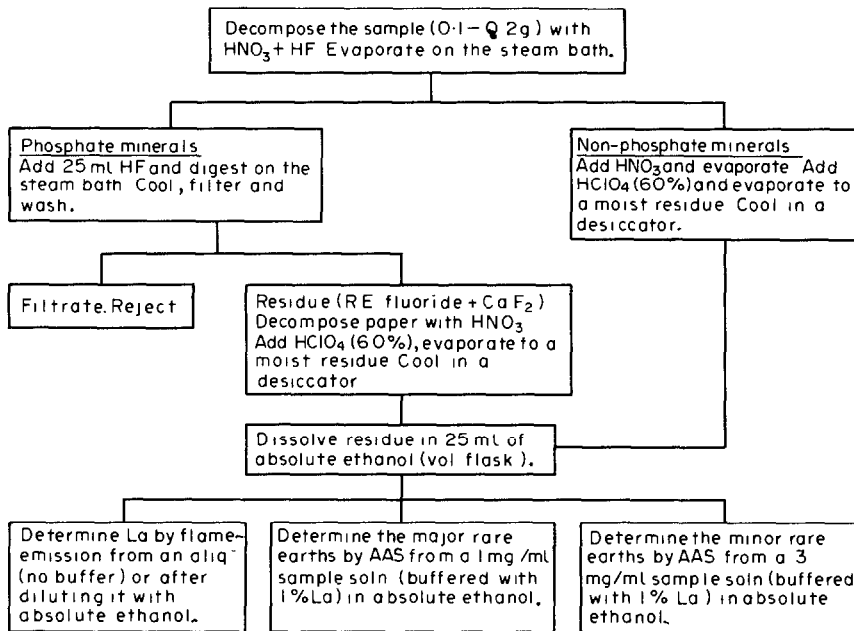 Decompose the sample (0·1– 0 2g) with
HNO₃+ HF Evaporate on the steam bath.
Phosphate minerals
Add 25 ml HF and digest on the
steam bath Cool, filter and
wash.
Non-phosphate minerals
Add HNO₃ and evaporate Add
HClO₄ (60%) and evaporate to
a moist residue Cool in a
desiccator.
Filtrate. Reject
Residue (RE fluoride + Ca F₂)
Decompose paper with HNO₃
Add HClO₄ (60%), evaporate to a
moist residue Cool in a
desiccator
Dissolve residue in 25 ml of
absolute ethanol (vol flask).
Determine La by flame-
emission from an aliq
(no buffer) or after
diluting it with
absolute ethanol.
Determine the major rare
earths by AAS from a 1 mg /ml
sample soln (buffered with
1 % La) in absolute ethanol.
Determine the minor rare
earths by AAS from a 3
mg/ml sample soln (buffered
with 1 % La ) in absolute
ethanol.